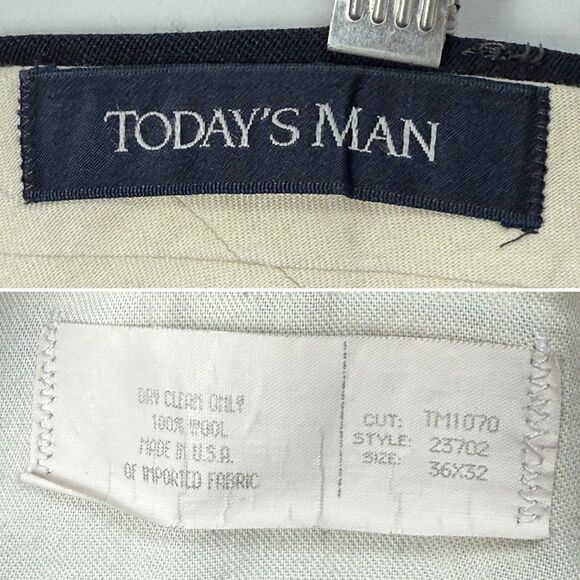 TODAY'S MAN
DRY CLEAN ONLY
100% WOOL
MADE IN U.S.A.
OF IMPORTED FABRIC
CUT: TM1070
STYLE: 23702
SIZE: 36X32